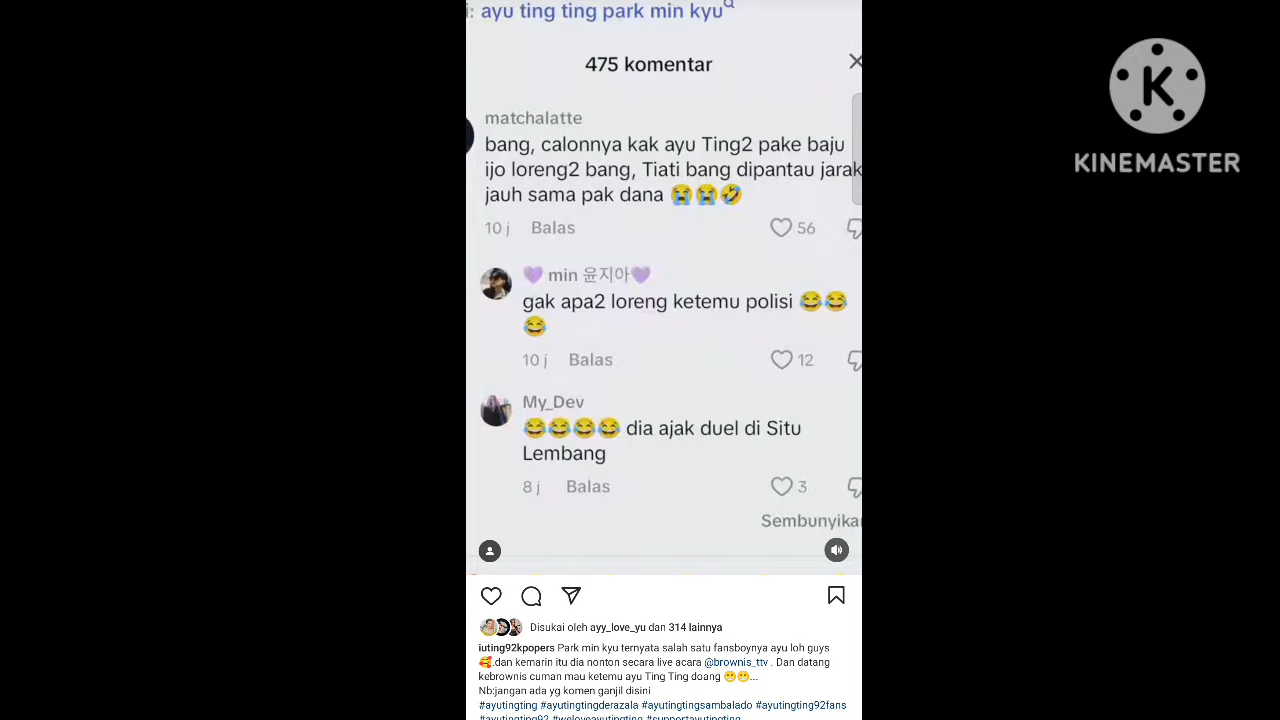 i: ayu ting ting park min kyu
475 komentar
KINEMASTER
matchalatte
bang, calonnya kak ayu Ting2 pake baju
ijo loreng2 bang, Tiati bang dipantau jarak
jauh sama pak dana 😭😭🤣
10 j Balas 56
💜 min 윤지아💜
gak apa2 loreng ketemu polisi 😂😂
😂
10 j Balas 12
My_Dev
😂😂😂😂 dia ajak duel di Situ
Lembang
8 j Balas 3
Sembunyikan
Disukai oleh ayy_love_yu dan 314 lainnya
iuting92kpopers Park min kyu ternyata salah satu fansboynya ayu loh guys
🥰.dan kemarin itu dia nonton secara live acara @brownis_ttv . Dan datang
kebrownis cuman mau ketemu ayu Ting Ting doang 😬😁...
Nb:jangan ada yg komen ganjil disini
#ayutingting #ayutingtingderazala #ayutingtingsambalado #ayutingting92fans
#ayutingting92 #weloveayutingting #supportayutingting